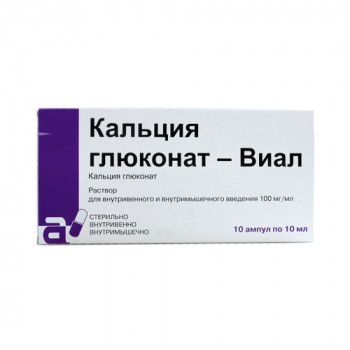 Кальция
глюконат – Виал
Кальция глюконат
Раствор
для внутривенного и внутримышечного введения 100 мг/мл
СТЕРИЛЬНО
ВНУТРИВЕННО
ВНУТРИМЫШЕЧНО
10 ампул по 10 мл